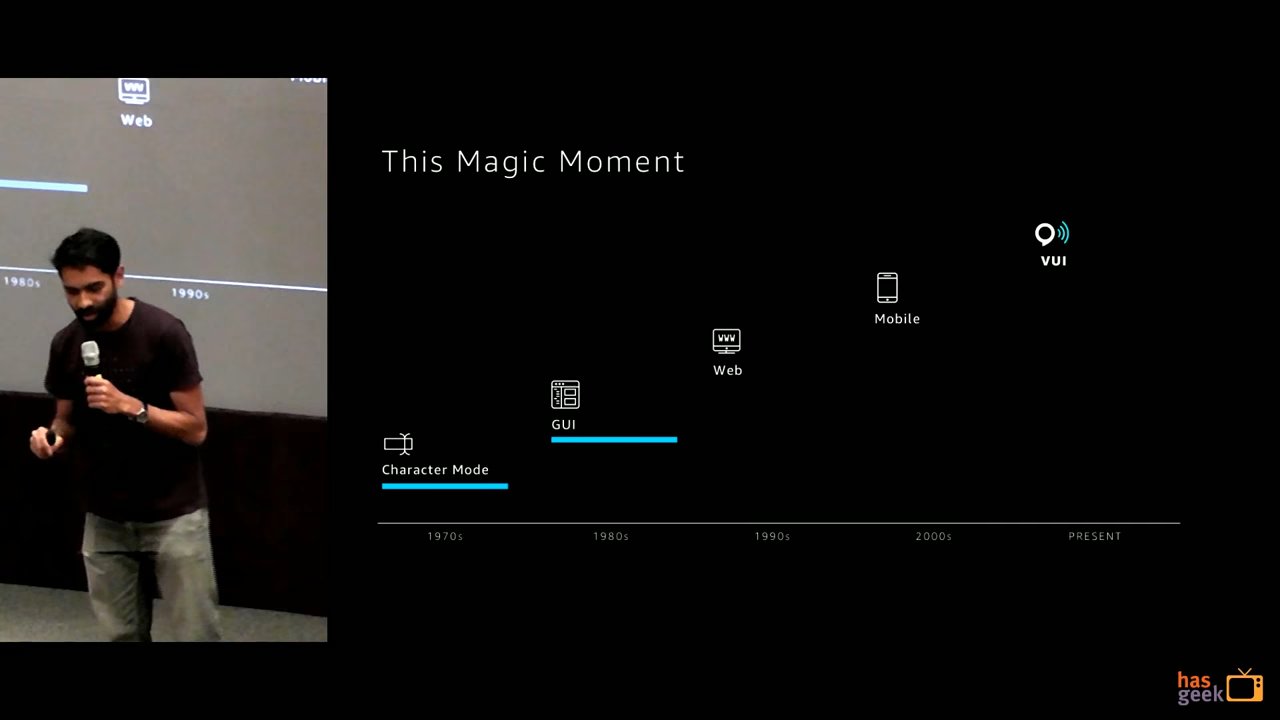 This Magic Moment
VUI
Mobile
WWW
Web
GUI
Character Mode
1970s 1980s 1990s 2000s PRESENT
Web
1980s
1990s
has
geek